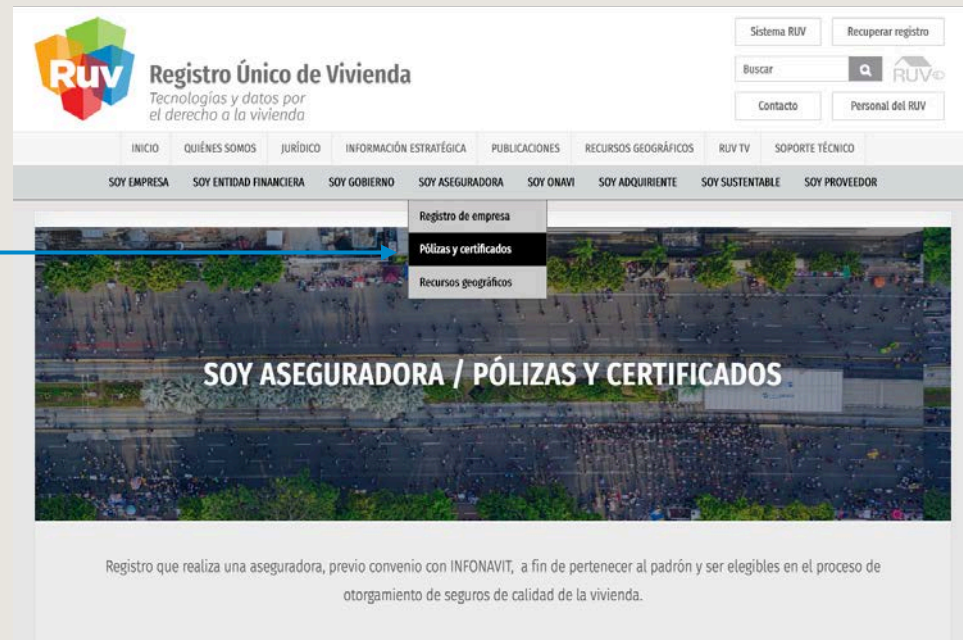 Sistema RUV Recuperar registro
Ruv Registro Único de Vivienda
Buscar RUV©
Tecnologías y datos por
el derecho a la vivienda
Contacto Personal del RUV
INICIO QUIÉNES SOMOS JURÍDICO INFORMACIÓN ESTRATÉGICA PUBLICACIONES RECURSOS GEOGRÁFICOS RUV TV SOPORTE TÉCNICO
SOY EMPRESA SOY ENTIDAD FINANCIERA SOY GOBIERNO SOY ASEGURADORA SOY ONAVI SOY ADQUIRIENTE SOY SUSTENTABLE SOY PROVEEDOR
Registro de empresa
Pólizas y certificados
Recursos geográficos
SOY ASEGURADORA / PÓLIZAS Y CERTIFICADOS
Registro que realiza una aseguradora, previo convenio con INFONAVIT, a fin de pertenecer al padrón y ser elegibles en el proceso de
otorgamiento de seguros de calidad de la vivienda.